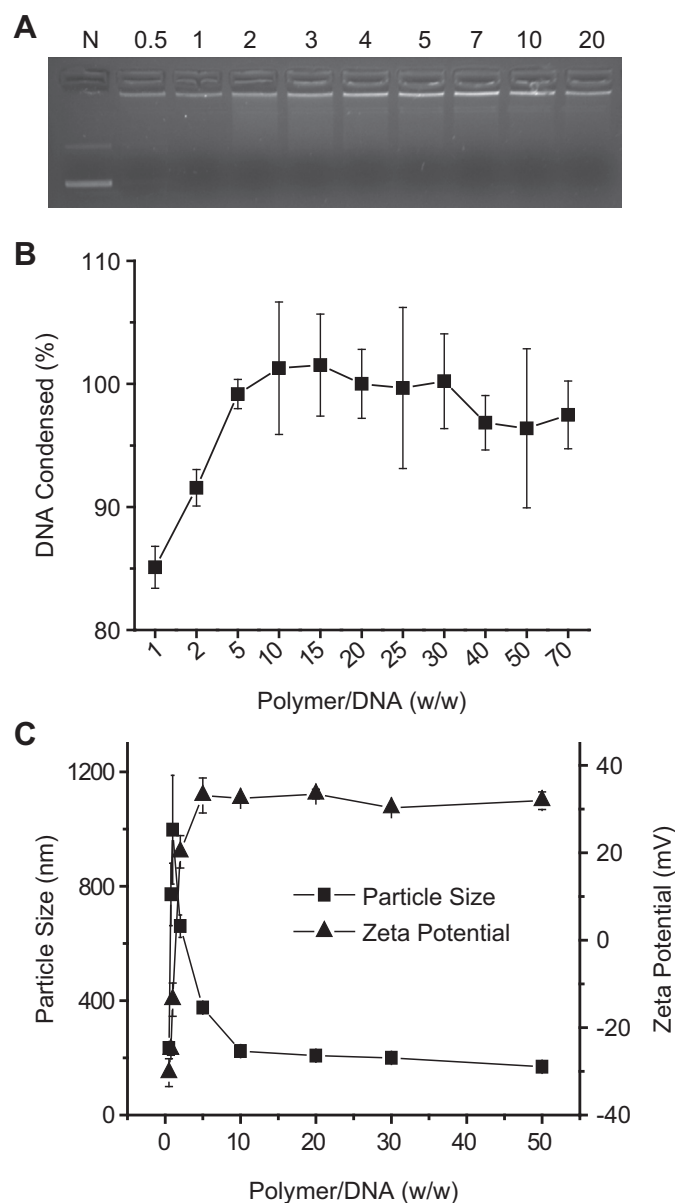 A
N 0.5 1 2 3 4 5 7 10 20
B
110
100
90
80
DNA Condensed (%)
1 2 5 10 15 20 25 30 40 50 70
Polymer/DNA (w/w)
C
1200
800
400
0
Particle Size (nm)
Particle Size
Zeta Potential
40
20
0
-20
-40
Zeta Potential (mV)
0 10 20 30 40 50
Polymer/DNA (w/w)